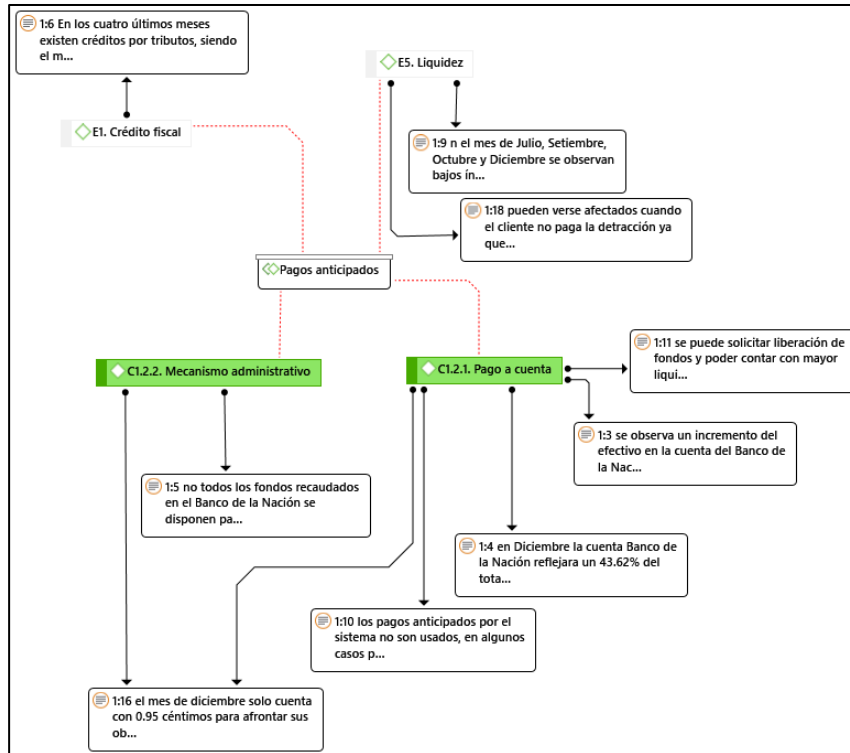 1:6 En los cuatro últimos meses
existen créditos por tributos, siendo
el m...
E5. Liquidez
E1. Crédito fiscal
1:9 n el mes de Julio, Setiembre,
Octubre y Diciembre se observan
bajos ín...
1:18 pueden verse afectados cuando
el cliente no paga la detracción ya
que...
Pagos anticipados
C1.2.2. Mecanismo administrativo
C1.2.1. Pago a cuenta
1:11 se puede solicitar liberación de
fondos y poder contar con mayor
liqui...
1:3 se observa un incremento del
efectivo en la cuenta del Banco de
la Nac...
1:5 no todos los fondos recaudados
en el Banco de la Nación se
disponen pa...
1:4 en Diciembre la cuenta Banco de
la Nación reflejara un 43.62% del
tota...
1:10 los pagos anticipados por el
sistema no son usados, en algunos
casos p...
1:16 el mes de diciembre solo cuenta
con 0.95 céntimos para afrontar sus
ob...